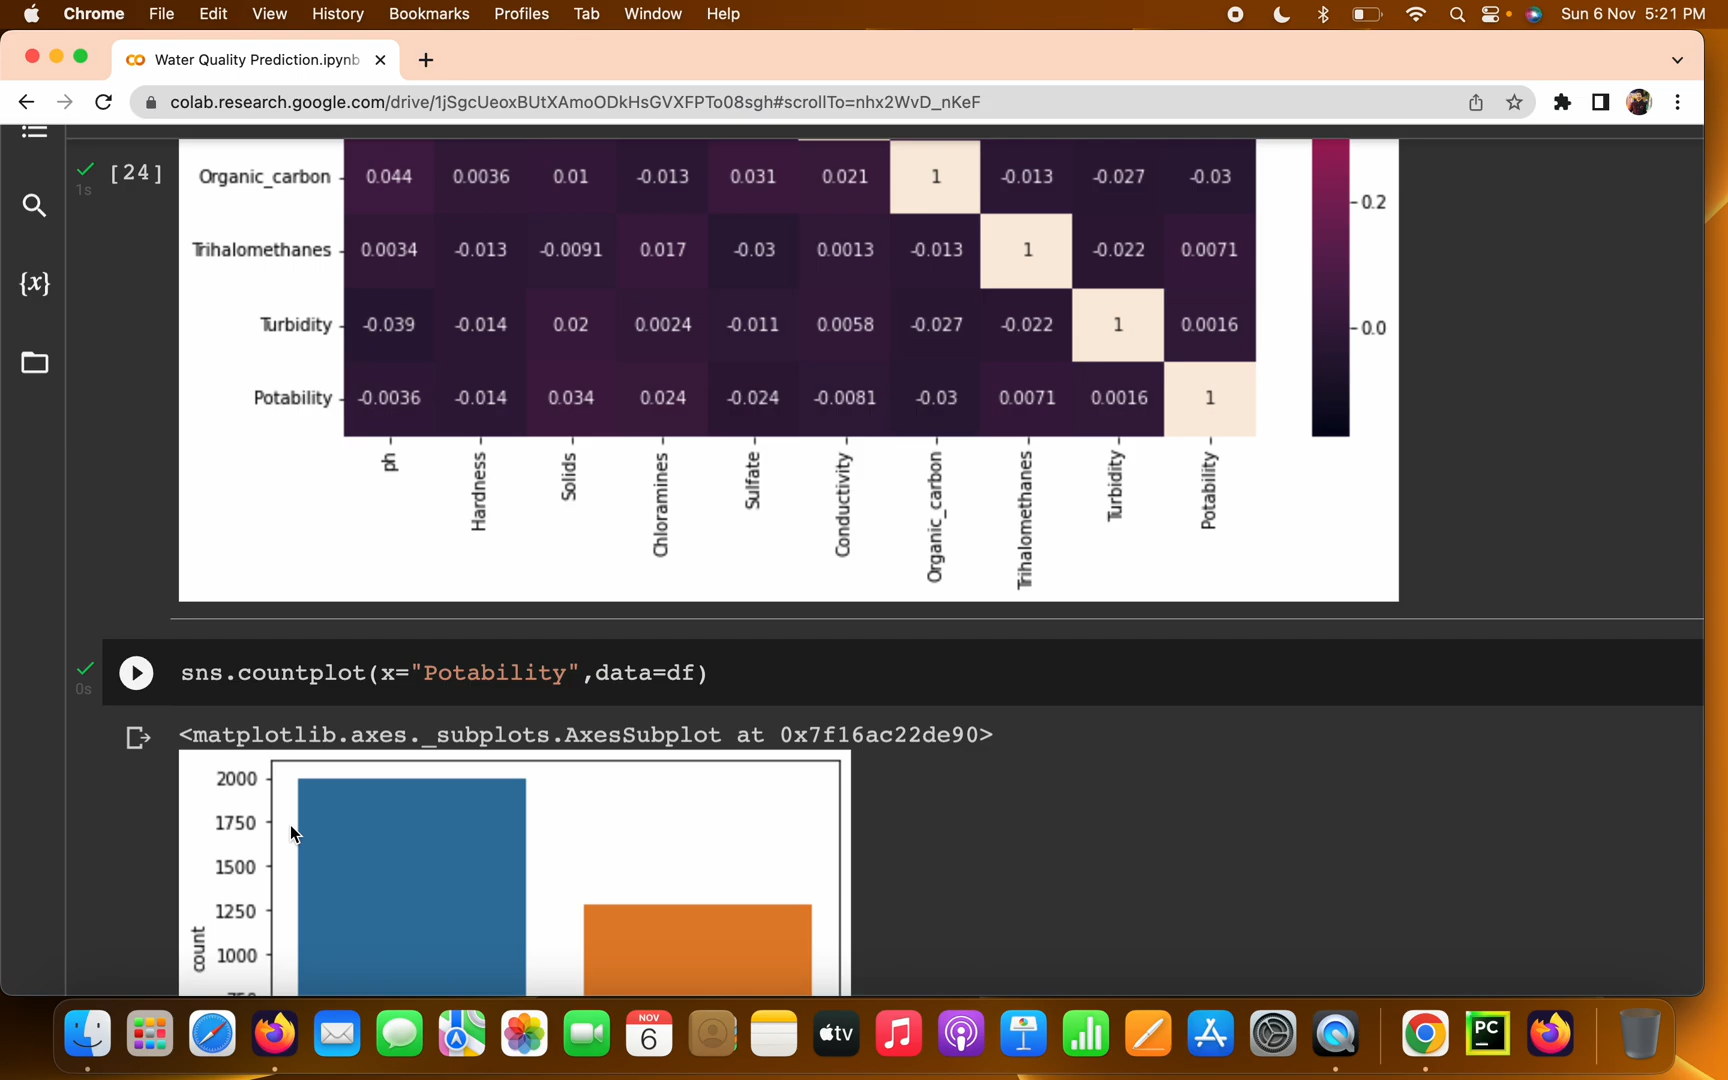 Chrome File Edit View History Bookmarks Profiles Tab Window Help Sun 6 Nov 5:21 PM
Water Quality Prediction.ipynb
colab.research.google.com/drive/1jSgcUeoxBUtXAmoODkHsGVXFPTo08sgh#scrollTo=nhx2WvD_nKeF
[24]
1s
Organic_carbon 0.044 0.0036 0.01 -0.013 0.031 0.021 1 -0.013 -0.027 -0.03
0.2
Trihalomethanes 0.0034 -0.013 -0.0091 0.017 -0.03 0.0013 -0.013 1 -0.022 0.0071
{x}
Turbidity -0.039 -0.014 0.02 0.0024 -0.011 0.0058 -0.027 -0.022 1 0.0016
0.0
Potability -0.0036 -0.014 0.034 0.024 -0.024 -0.0081 -0.03 0.0071 0.0016 1
ph Hardness Solids Chloramines Sulfate Conductivity Organic_carbon Trihalomethanes Turbidity Potability
sns.countplot(x="Potability",data=df)
0s
<matplotlib.axes._subplots.AxesSubplot at 0x7f16ac22de90>
2000
1750
1500
1250
1000
count
NOV
6
tv
PC